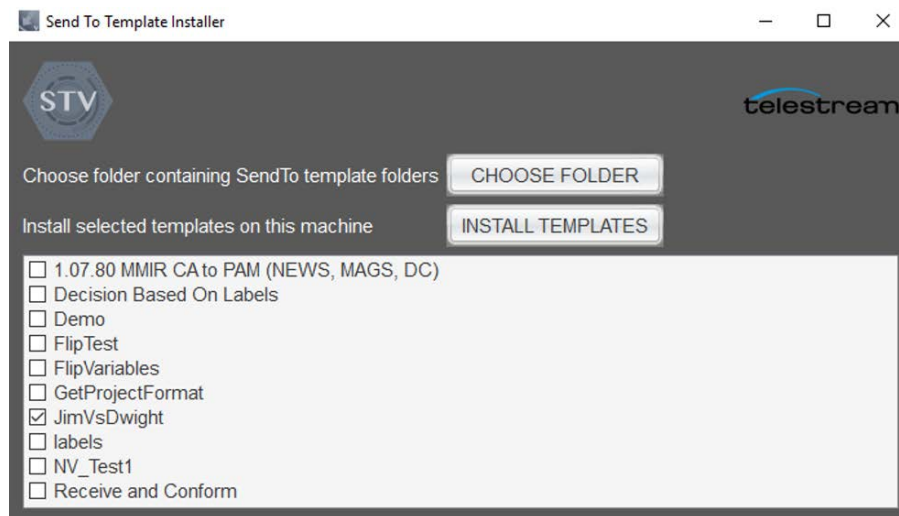 Send To Template Installer
STV
telestream
Choose folder containing SendTo template folders CHOOSE FOLDER
Install selected templates on this machine INSTALL TEMPLATES
1.07.80 MMIR CA to PAM (NEWS, MAGS, DC)
Decision Based On Labels
Demo
FlipTest
FlipVariables
GetProjectFormat
JimVsDwight
labels
NV_Test1
Receive and Conform